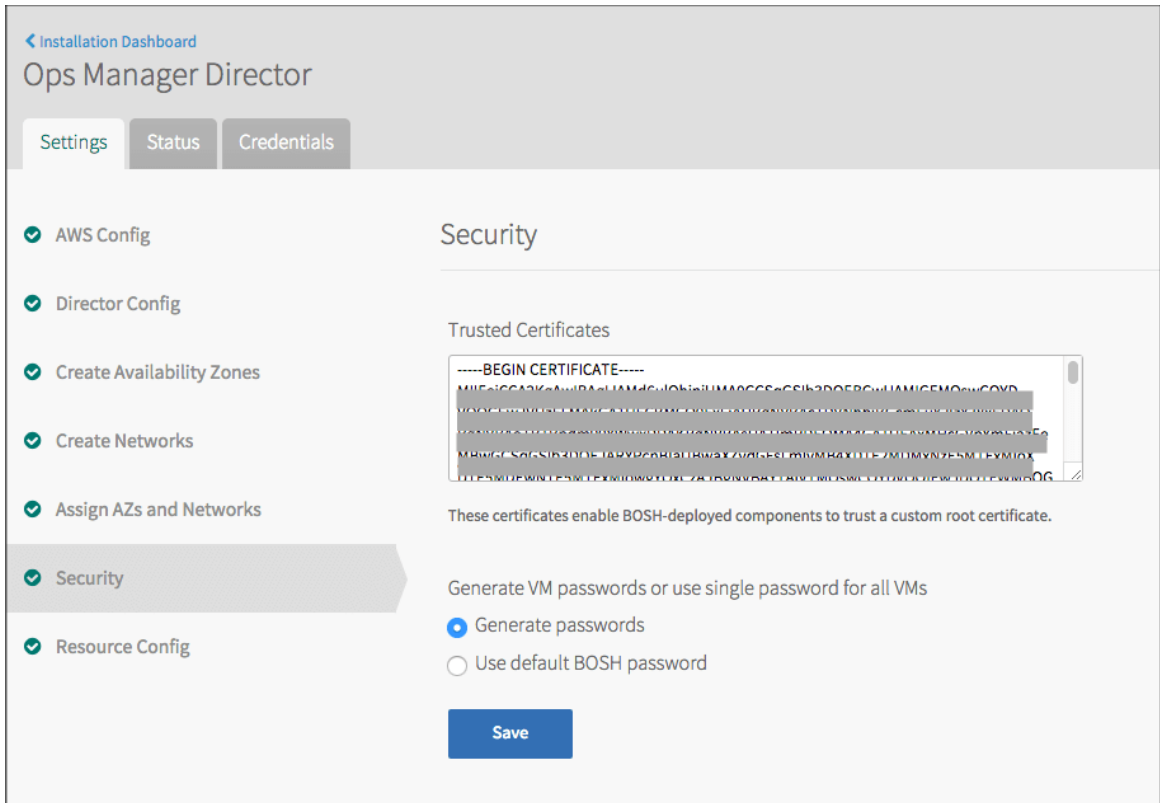 Installation Dashboard
Ops Manager Director
Settings
Status
Credentials
AWS Config
Director Config
Create Availability Zones
Create Networks
Assign AZs and Networks
Security
Resource Config
Security
Trusted Certificates
-----BEGIN CERTIFICATE-----
These certificates enable BOSH-deployed components to trust a custom root certificate.
Generate VM passwords or use single password for all VMs
Generate passwords
Use default BOSH password
Save